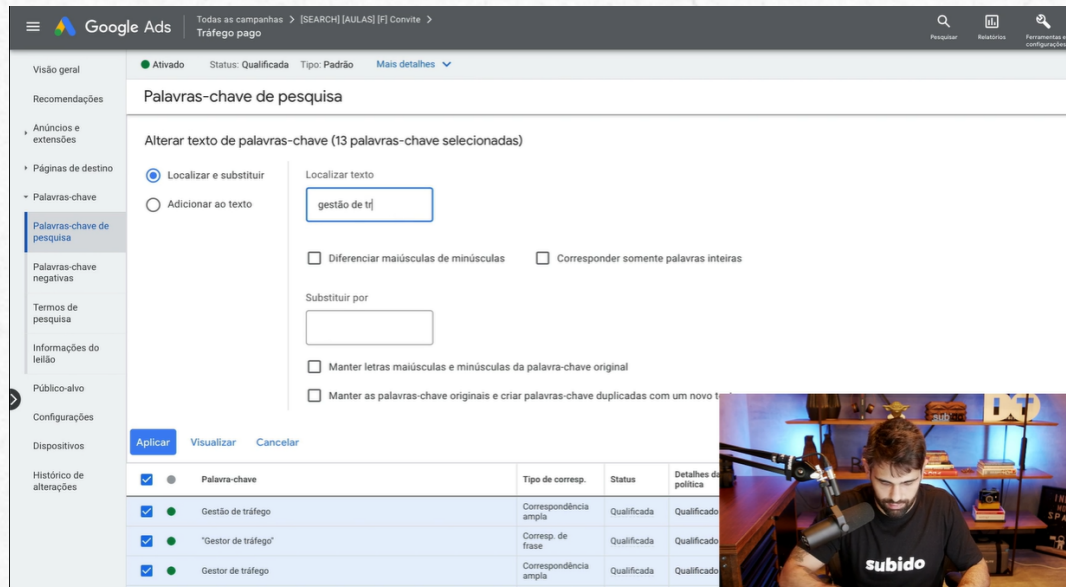 Google Ads
Todas as campanhas > [SEARCH] [AULAS] [F] Convite >
Tráfego pago
Pesquisar
Relatórios
Ferramentas e
configurações
Visão geral
Recomendações
Anúncios e
extensões
Páginas de destino
Palavras-chave
Palavras-chave de
pesquisa
Palavras-chave
negativas
Termos de
pesquisa
Informações do
leilão
Público-alvo
Configurações
Dispositivos
Histórico de
alterações
Ativado Status: Qualificada Tipo: Padrão Mais detalhes
Palavras-chave de pesquisa
Alterar texto de palavras-chave (13 palavras-chave selecionadas)
Localizar e substituir
Adicionar ao texto
Localizar texto
gestão de tr
Diferenciar maiúsculas de minúsculas
Corresponder somente palavras inteiras
Substituir por
Manter letras maiúsculas e minúsculas da palavra-chave original
Manter as palavras-chave originais e criar palavras-chave duplicadas com um novo
Aplicar Visualizar Cancelar
Palavra-chave Tipo de corresp. Status Detalhes da
política
Gestão de tráfego Correspondência
ampla Qualificada Qualificado
"Gestor de tráfego" Corresp. de
frase Qualificada Qualificado
Gestor de tráfego Correspondência
ampla Qualificada Qualificado
subido